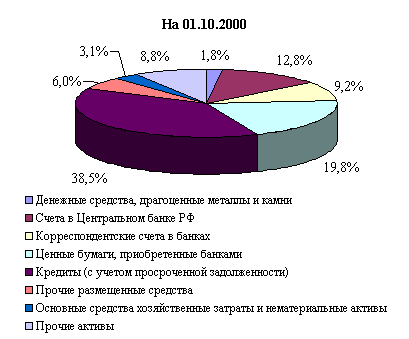 На 01.10.2000
3,1%
8,8%
1,8%
12,8%
6,0%
9,2%
19,8%
38,5%
Денежные средства, драгоценные металлы и камни
Счета в Центральном банке РФ
Корреспондентские счета в банках
Ценные бумаги, приобретенные банками
Кредиты (с учетом просроченной задолженности)
Прочие размещенные средства
Основные средства хозяйственные затраты и нематериальные активы
Прочие активы